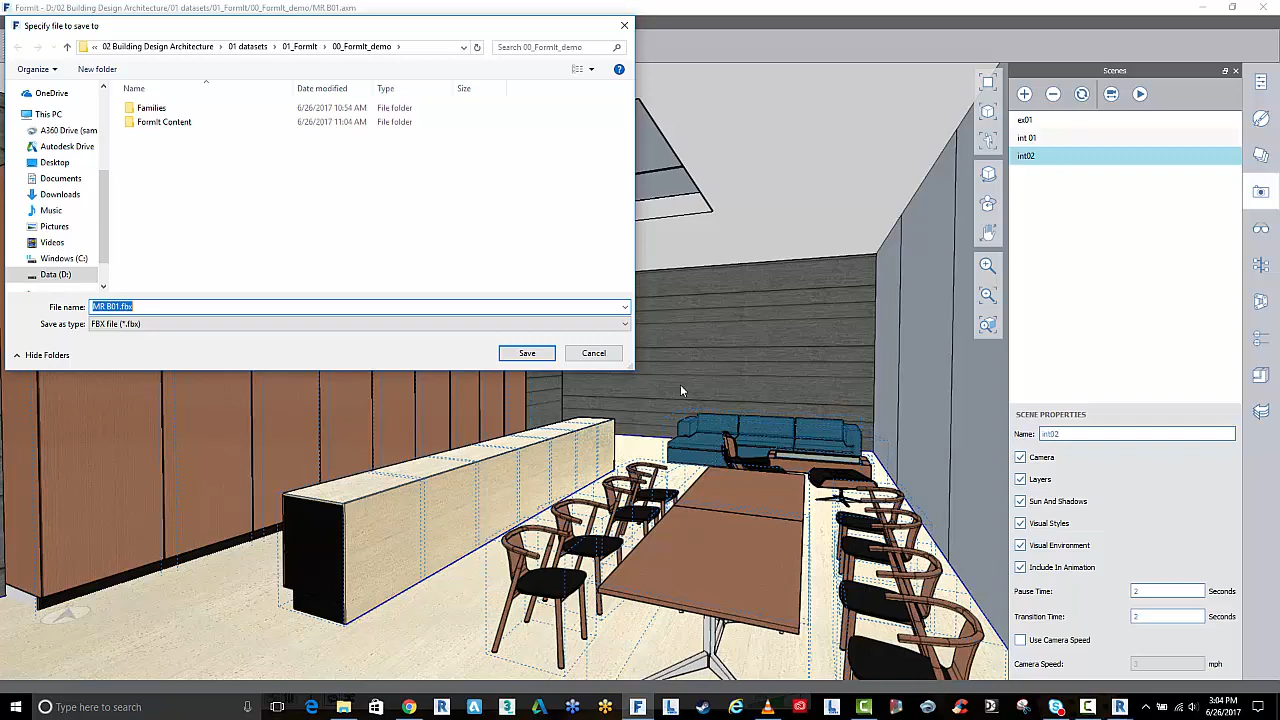 FormIt - D:/02 Building Design Architecture/01 datasets/01_FormIt/00_FormIt_demo/MR B01.axm
Specify file to save to
« 02 Building Design Architecture › 01 datasets › 01_FormIt › 00_FormIt_demo ›
Search 00_FormIt_demo
Organize
New folder
Name
Date modified
Type
Size
Families
6/26/2017 10:54 AM
File folder
FormIt Content
6/26/2017 11:04 AM
File folder
OneDrive
This PC
A360 Drive (sam
Autodesk Drive
Desktop
Documents
Downloads
Music
Pictures
Videos
Windows (C:)
Data (D:)
File name:
MR B01.fbx
Save as type:
FBX file (*.fbx)
Hide Folders
Save
Cancel
Scenes
ex01
int 01
int02
SCENE PROPERTIES
Name:
int02
Camera
Layers
Sun And Shadows
Visual Styles
Visual Environment
Include In Animation
Pause Time:
2
Seconds
Transition Time:
2
Seconds
Use Camera Speed
Camera Speed:
3
mph
Type here to search
3:04 PM
6/26/2017